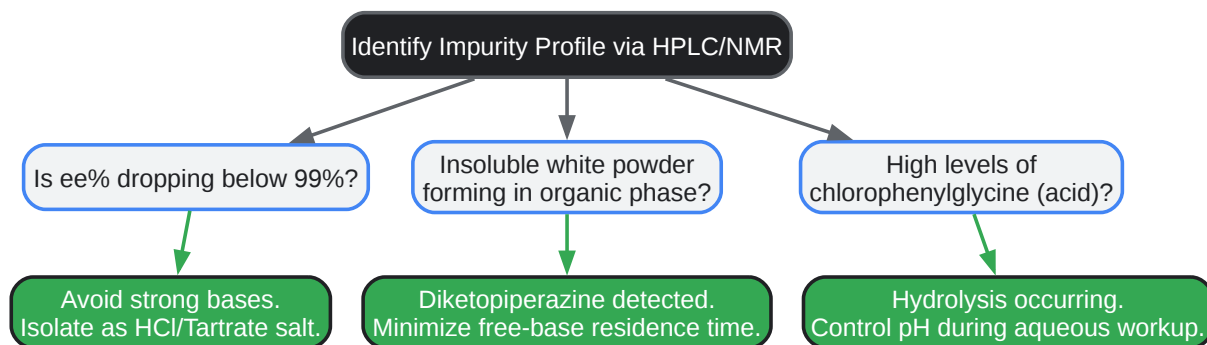 Identify Impurity Profile via HPLC/NMR
Is ee% dropping below 99%?
Insoluble white powder
forming in organic phase?
High levels of
chlorophenylglycine (acid)?
Avoid strong bases.
Isolate as HCl/Tartrate salt.
Diketopiperazine detected.
Minimize free-base residence time.
Hydrolysis occurring.
Control pH during aqueous workup.